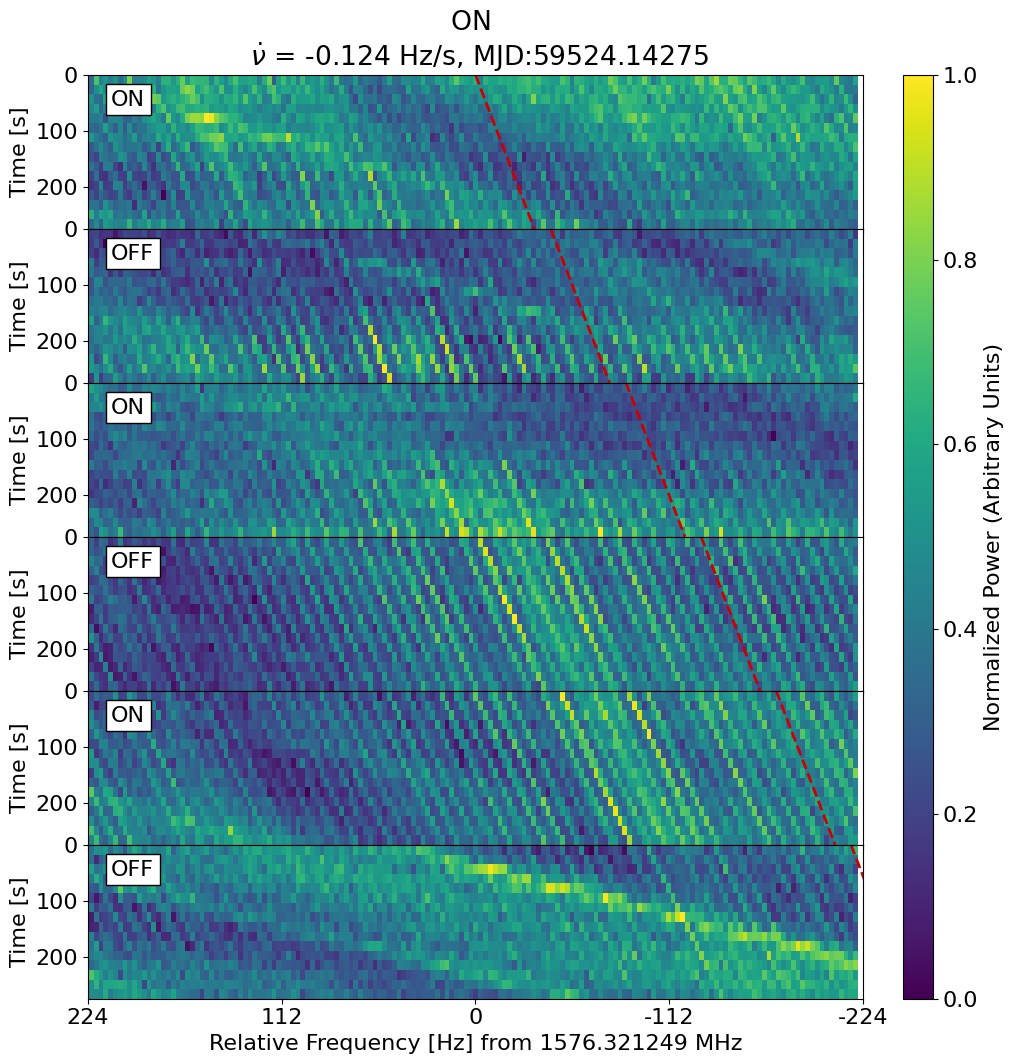 ON
ν̇ = -0.124 Hz/s, MJD:59524.14275
0
ON
100
200
Time [s]
0
OFF
100
200
Time [s]
0
ON
100
200
Time [s]
0
OFF
100
200
Time [s]
0
ON
100
200
Time [s]
0
OFF
100
200
Time [s]
224 112 0 -112 -224
Relative Frequency [Hz] from 1576.321249 MHz
1.0
0.8
0.6
0.4
0.2
0.0
Normalized Power (Arbitrary Units)